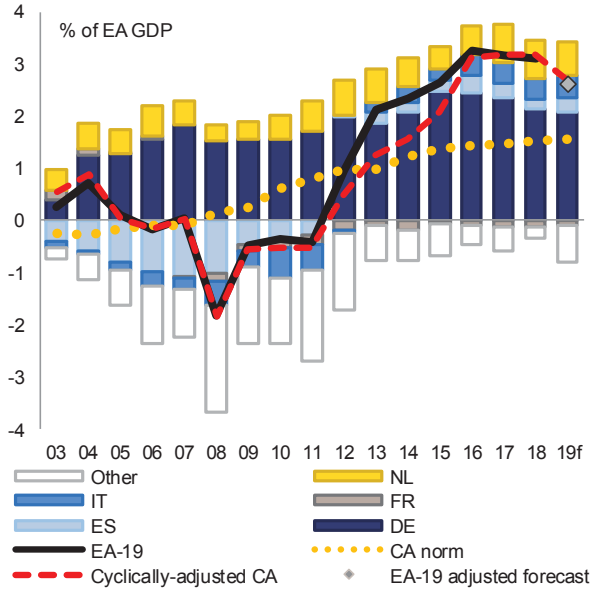 4
% of EA GDP
3
2
1
0
-1
-2
-3
-4
03 04 05 06 07 08 09 10 11 12 13 14 15 16 17 18 19f
Other NL
IT FR
ES DE
EA-19 CA norm
Cyclically-adjusted CA EA-19 adjusted forecast